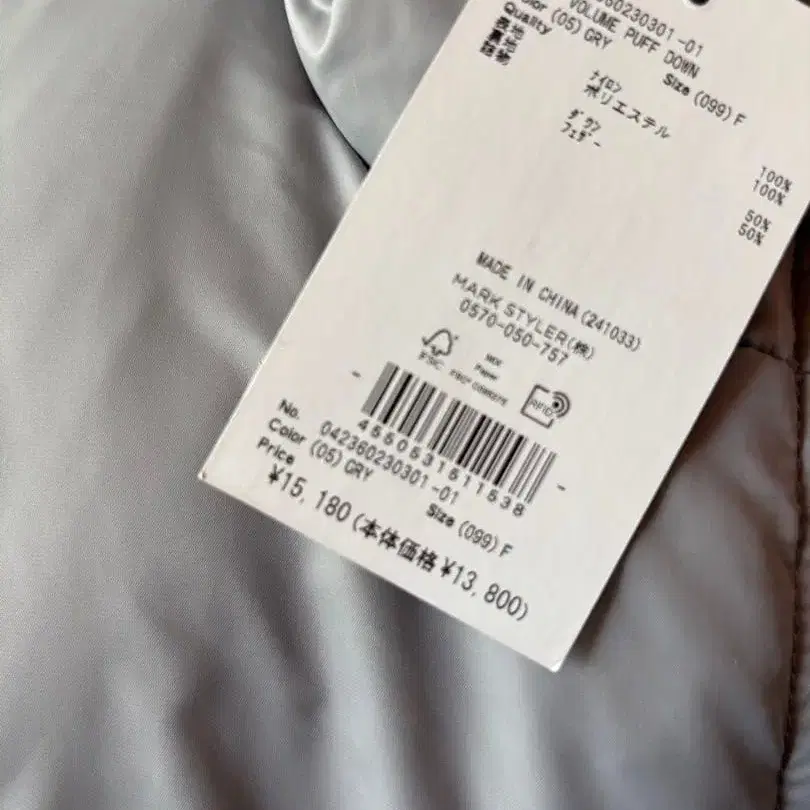 60230301-01
VOLUME PUFF DOWN
Color (05) GRY Size (099) F
Quality
表地 ナイロン 100%
裏地 ポリエステル 100%
詰物 ダウン 50%
フェザー 50%
MADE IN CHINA (241033)
MARK STYLER(株)
0570-050-757
FSC MIX Paper RFID
4550531511538
No. 042360230301-01
Color (05) GRY Size (099) F
Price
¥15,180(本体価格¥13,800)